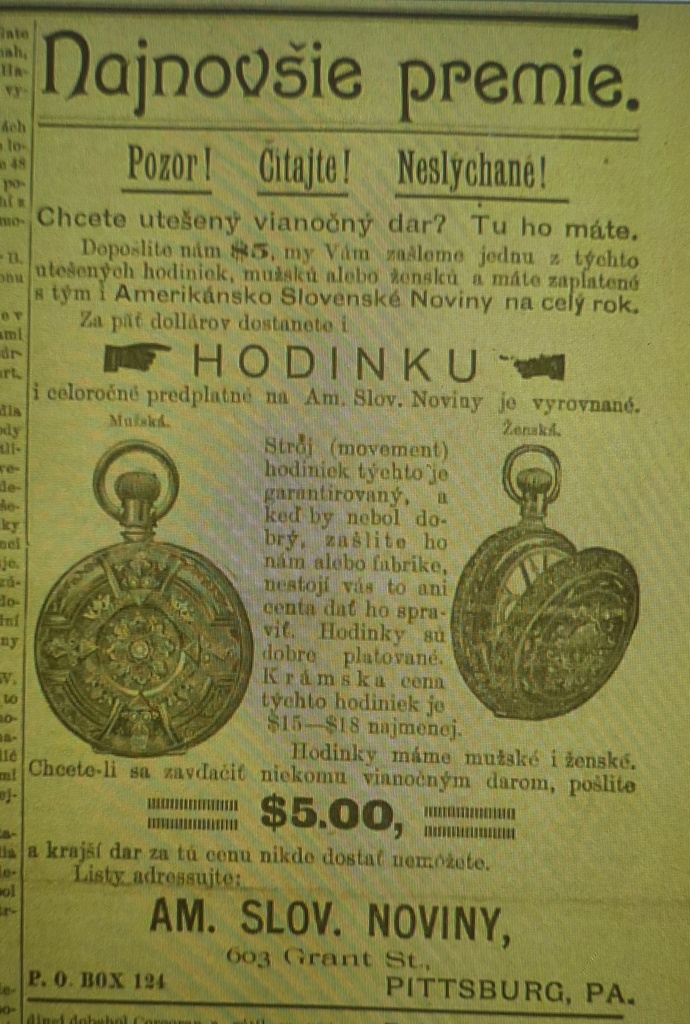 Najnovšie premie.
Pozor! Čítajte! Neslýchané!
Chcete utešený vianočný dar? Tu ho máte.
Dopošlite nám $5, my Vám zašleme jednu z týchto
utešených hodiniek, mužskú alebo ženskú a máte zaplatené
s tým i Amerikánsko Slovenské Noviny na celý rok.
Za päť dollárov dostanete i
HODINKU
i celoročné predplatné na Am. Slov. Noviny je vyrovnané.
Mužská.
Ženská.
Strôj (movement)
hodiniek týchto je
garantirovaný, a
keď by nebol do-
brý, zašlite ho
nám alebo fabrike,
nestojí vás to ani
centa dať ho spra-
viť. Hodinky sú
dobre platované.
Krámska cena
týchto hodiniek je
$15—$18 najmenej.
Hodinky máme mužské i ženské.
Chcete-li sa zavďačiť niekomu vianočným darom, pošlite
$5.00,
a krajší dar za tú cenu nikde dostať nemôžete.
Listy adressujte:
AM. SLOV. NOVINY,
603 Grant St.,
P. O. BOX 124
PITTSBURG, PA.